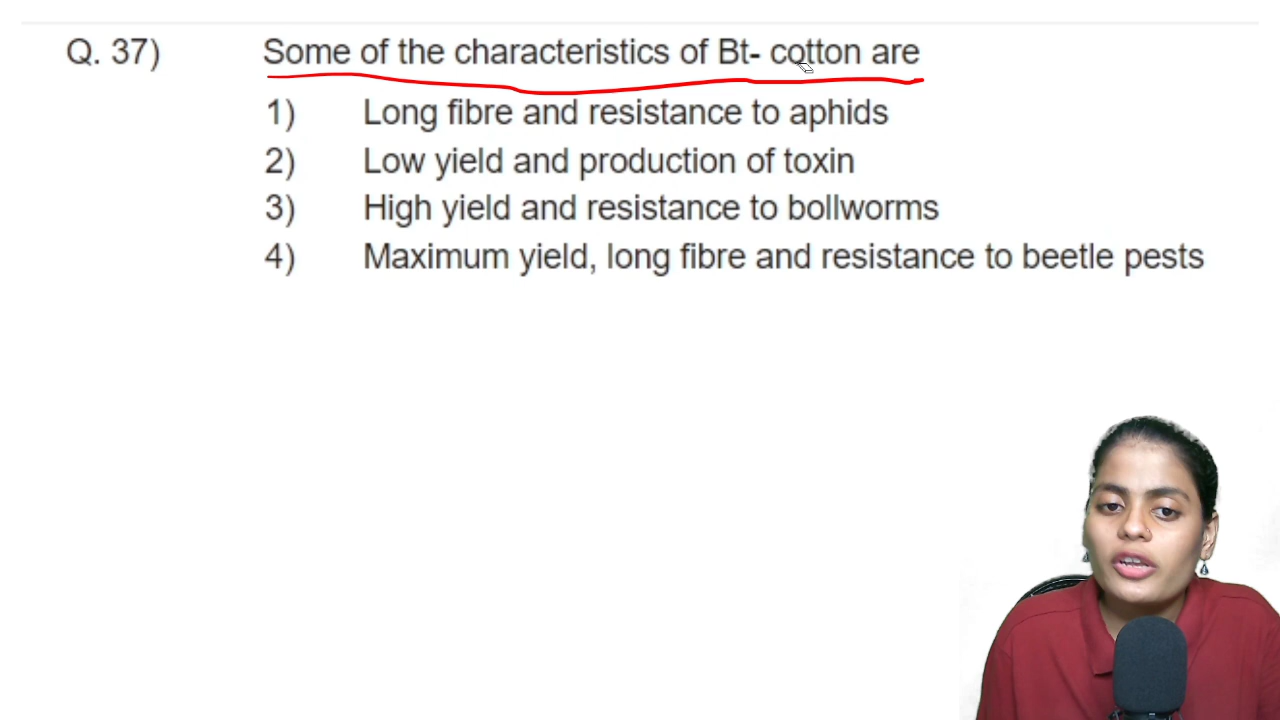 Q. 37) Some of the characteristics of Bt- cotton are
1) Long fibre and resistance to aphids
2) Low yield and production of toxin
3) High yield and resistance to bollworms
4) Maximum yield, long fibre and resistance to beetle pests